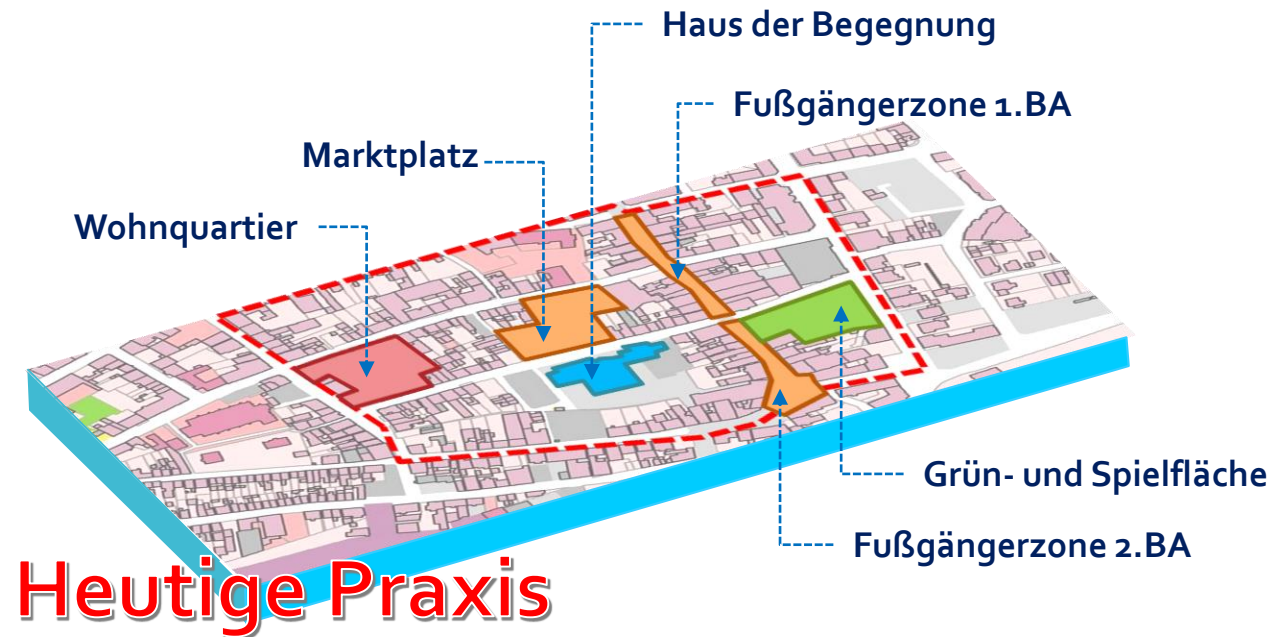 Haus der Begegnung
Fußgängerzone 1.BA
Marktplatz
Wohnquartier
Grün- und Spielfläche
Fußgängerzone 2.BA
Heutige Praxis